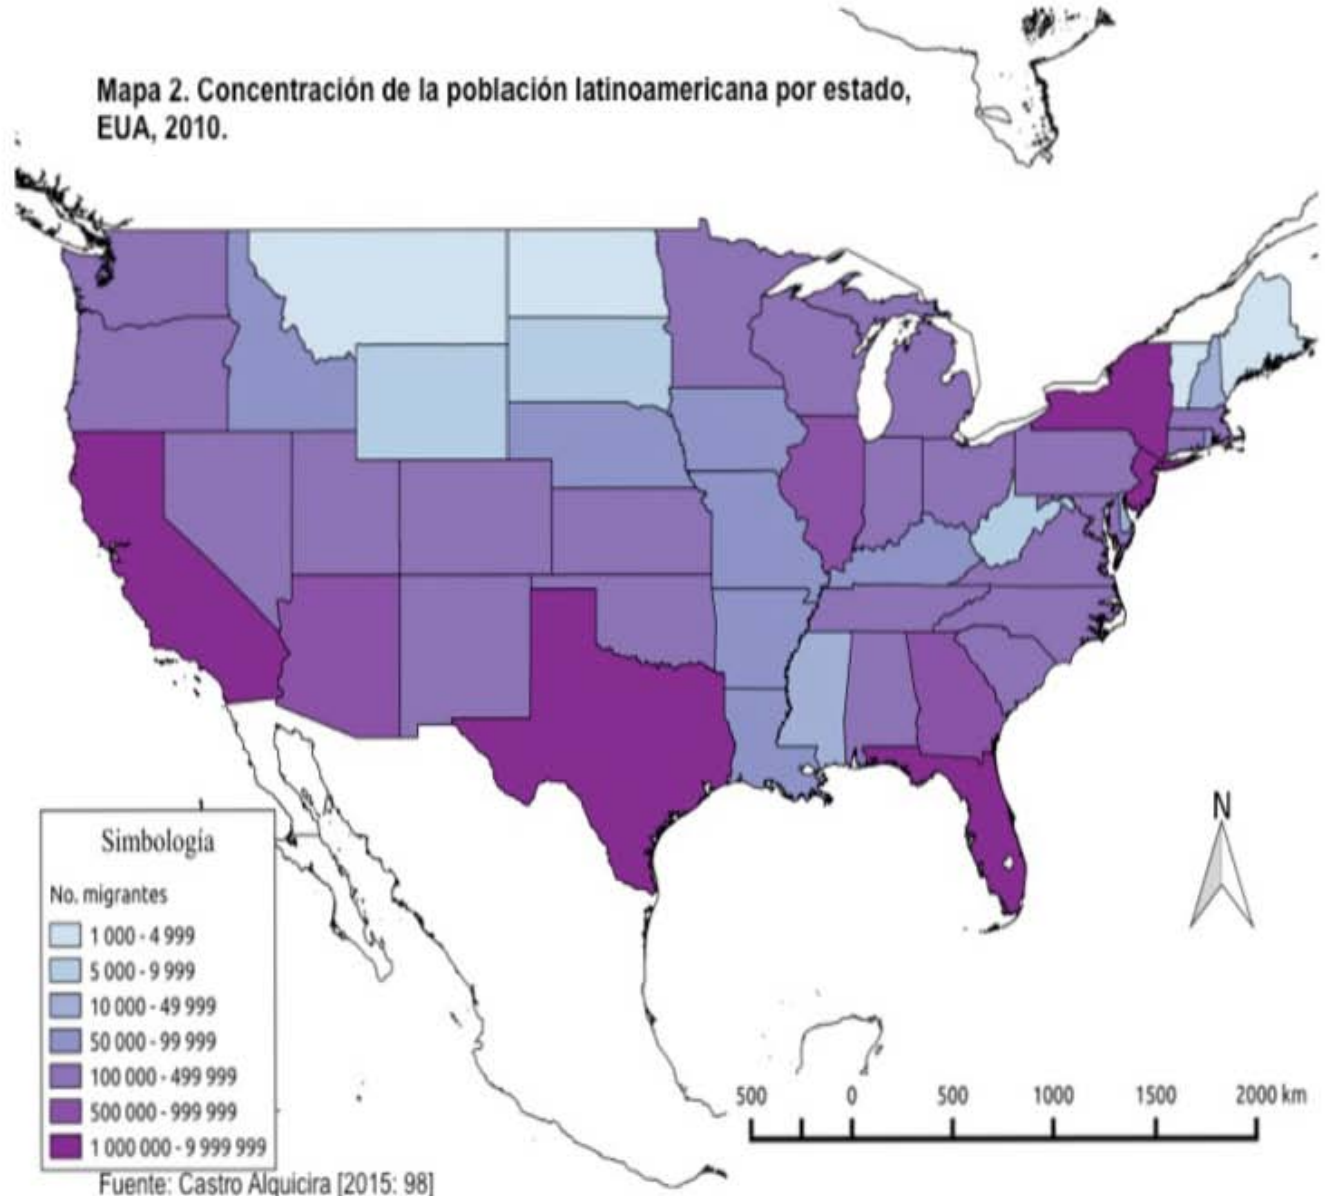 Mapa 2. Concentración de la población latinoamericana por estado,
EUA, 2010.
N
Simbología
No. migrantes
1 000 - 4 999
5 000 - 9 999
10 000 - 49 999
50 000 - 99 999
100 000 - 499 999
500 000 - 999 999
1 000 000 - 9 999 999
500 0 500 1000 1500 2000 km
Fuente: Castro Alquicira [2015: 98]